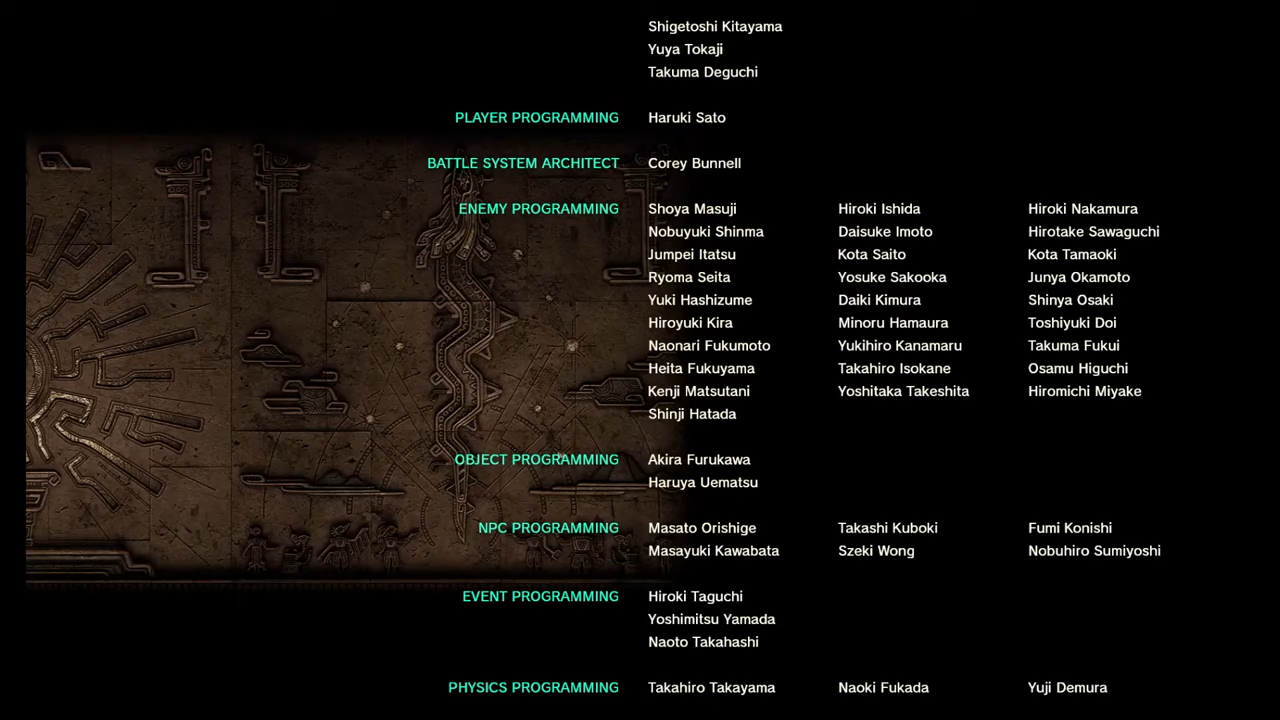 Shigetoshi Kitayama
Yuya Tokaji
Takuma Deguchi
PLAYER PROGRAMMING Haruki Sato
BATTLE SYSTEM ARCHITECT Corey Bunnell
ENEMY PROGRAMMING Shoya Masuji Hiroki Ishida Hiroki Nakamura
Nobuyuki Shinma Daisuke Imoto Hirotake Sawaguchi
Jumpei Itatsu Kota Saito Kota Tamaoki
Ryoma Seita Yosuke Sakooka Junya Okamoto
Yuki Hashizume Daiki Kimura Shinya Osaki
Hiroyuki Kira Minoru Hamaura Toshiyuki Doi
Naonari Fukumoto Yukihiro Kanamaru Takuma Fukui
Heita Fukuyama Takahiro Isokane Osamu Higuchi
Kenji Matsutani Yoshitaka Takeshita Hiromichi Miyake
Shinji Hatada
OBJECT PROGRAMMING Akira Furukawa
Haruya Uematsu
NPC PROGRAMMING Masato Orishige Takashi Kuboki Fumi Konishi
Masayuki Kawabata Szeki Wong Nobuhiro Sumiyoshi
EVENT PROGRAMMING Hiroki Taguchi
Yoshimitsu Yamada
Naoto Takahashi
PHYSICS PROGRAMMING Takahiro Takayama Naoki Fukada Yuji Demura